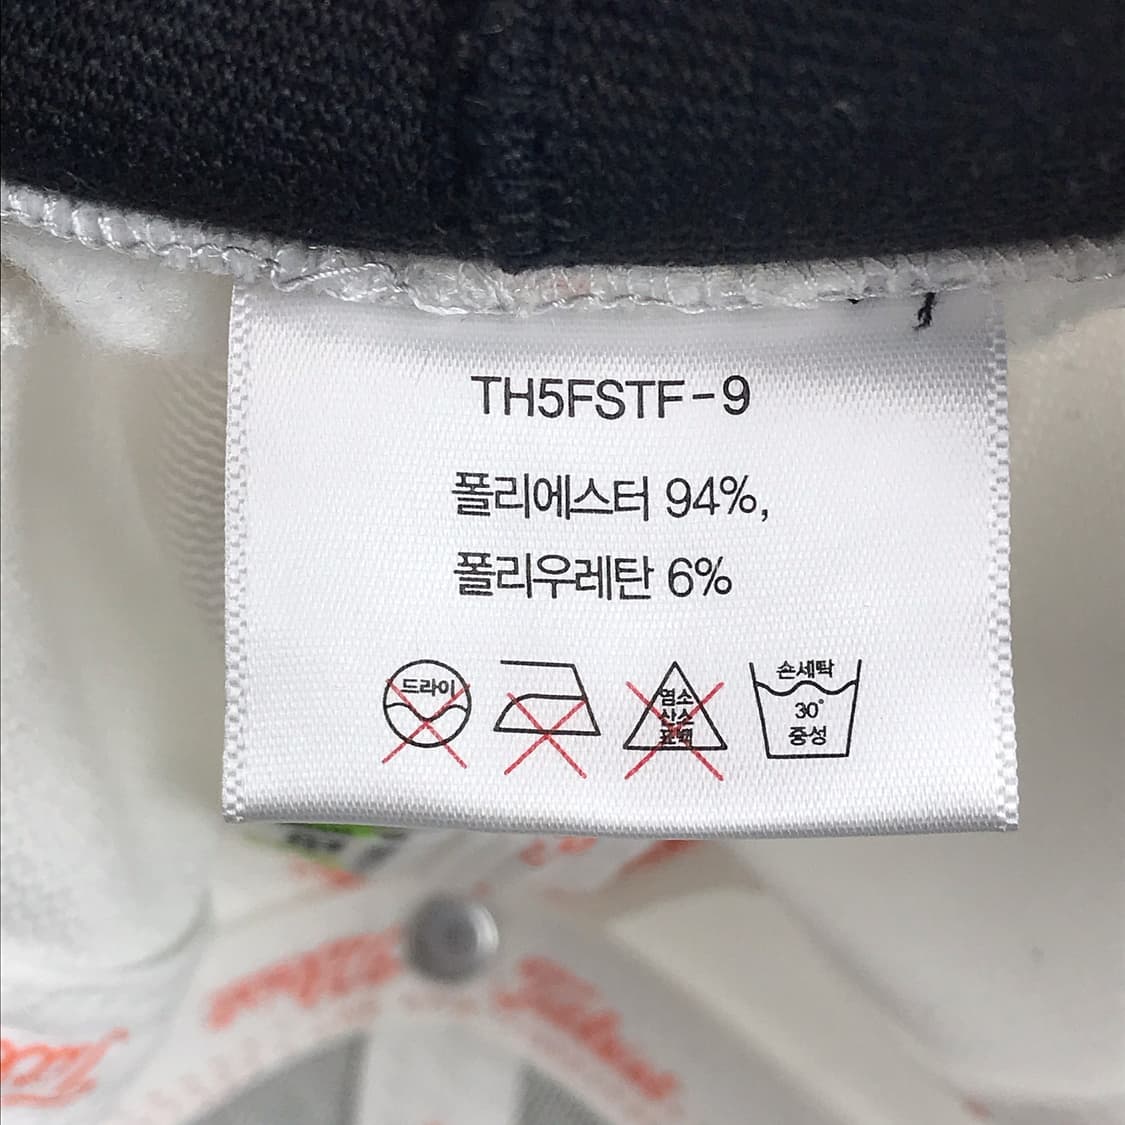 TH5FSTF-9
폴리에스터 94%,
폴리우레탄 6%
드라이
염소
산소
표백
손세탁
30°
중성